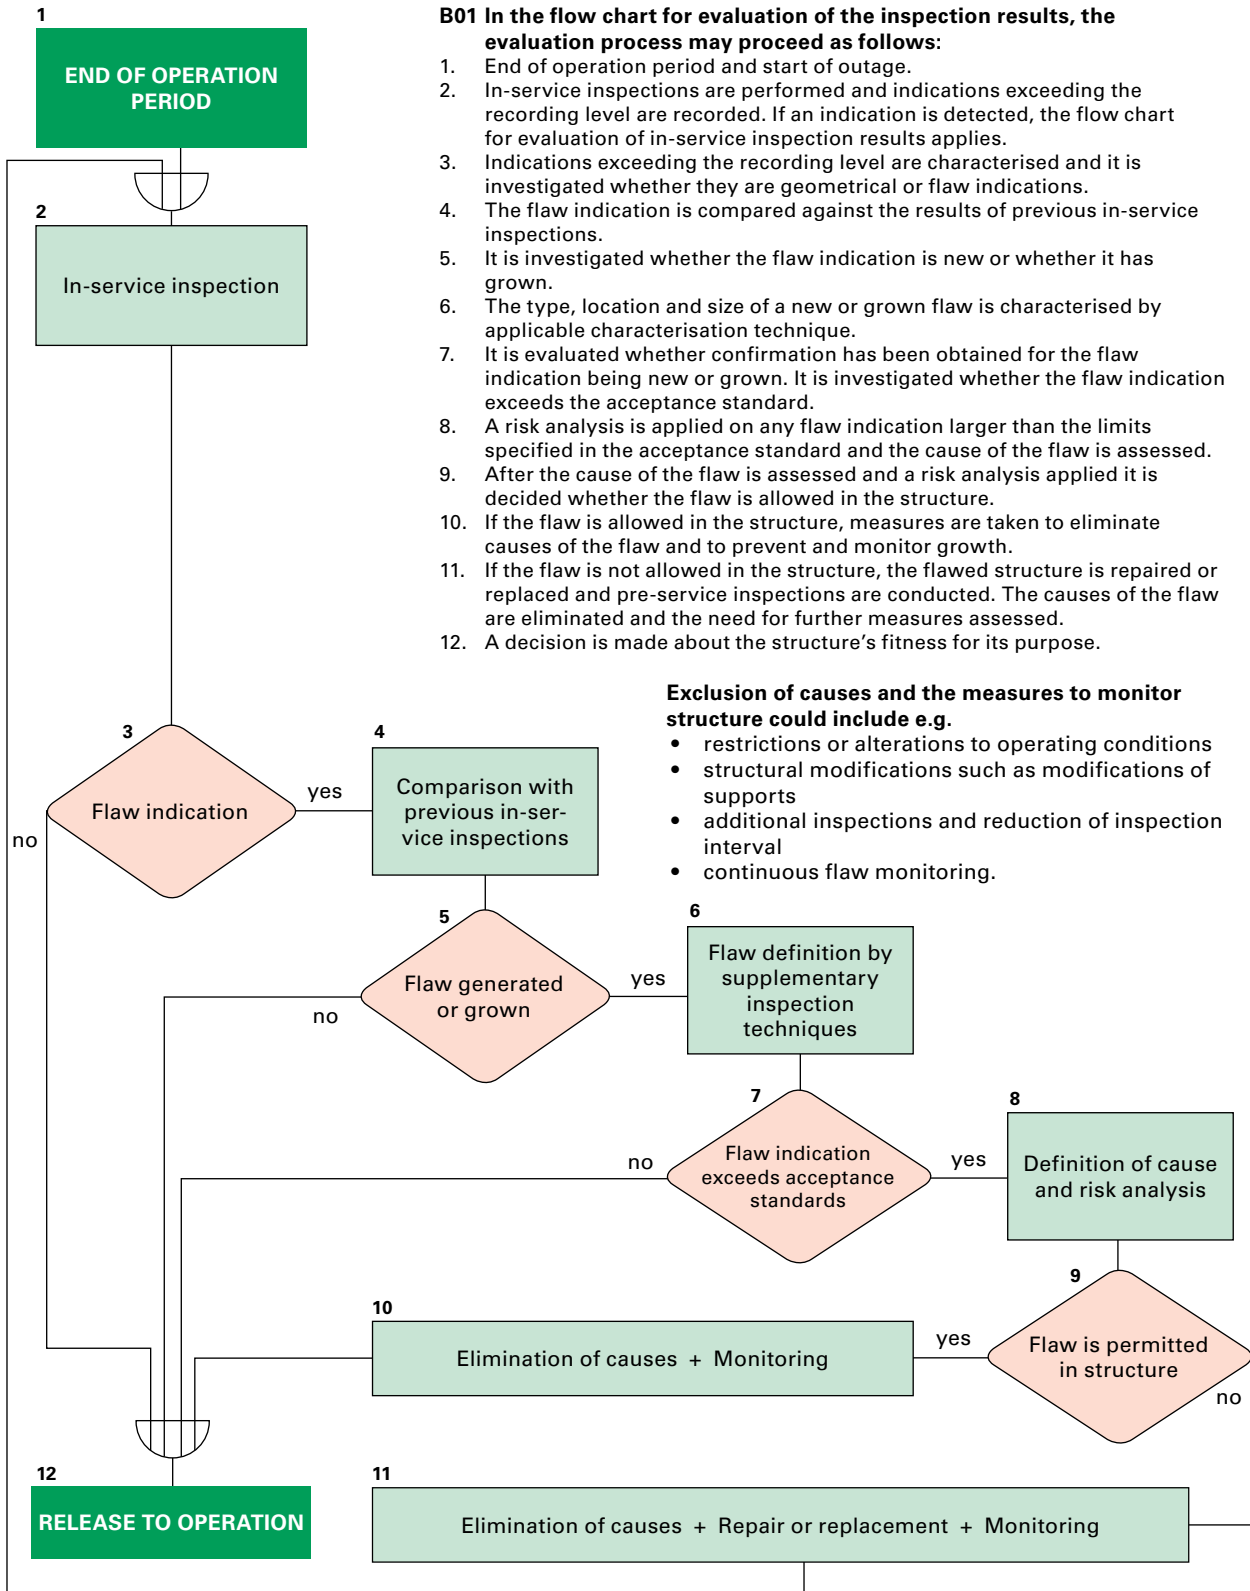 1
END OF OPERATION
PERIOD
B01 In the flow chart for evaluation of the inspection results, the
evaluation process may proceed as follows:
1. End of operation period and start of outage.
2. In-service inspections are performed and indications exceeding the
recording level are recorded. If an indication is detected, the flow chart
for evaluation of in-service inspection results applies.
3. Indications exceeding the recording level are characterised and it is
investigated whether they are geometrical or flaw indications.
4. The flaw indication is compared against the results of previous in-service
inspections.
5. It is investigated whether the flaw indication is new or whether it has
grown.
6. The type, location and size of a new or grown flaw is characterised by
applicable characterisation technique.
7. It is evaluated whether confirmation has been obtained for the flaw
indication being new or grown. It is investigated whether the flaw indication
exceeds the acceptance standard.
8. A risk analysis is applied on any flaw indication larger than the limits
specified in the acceptance standard and the cause of the flaw is assessed.
9. After the cause of the flaw is assessed and a risk analysis applied it is
decided whether the flaw is allowed in the structure.
10. If the flaw is allowed in the structure, measures are taken to eliminate
causes of the flaw and to prevent and monitor growth.
11. If the flaw is not allowed in the structure, the flawed structure is repaired or
replaced and pre-service inspections are conducted. The causes of the flaw
are eliminated and the need for further measures assessed.
12. A decision is made about the structure's fitness for its purpose.
Exclusion of causes and the measures to monitor
structure could include e.g.
• restrictions or alterations to operating conditions
• structural modifications such as modifications of
supports
• additional inspections and reduction of inspection
interval
• continuous flaw monitoring.
2
In-service inspection
3
Flaw indication
yes
no
4
Comparison with
previous in-ser-
vice inspections
5
Flaw generated
or grown
yes
no
6
Flaw definition by
supplementary
inspection
techniques
7
Flaw indication
exceeds acceptance
standards
yes
no
8
Definition of cause
and risk analysis
9
Flaw is permitted
in structure
yes
no
10
Elimination of causes + Monitoring
12
RELEASE TO OPERATION
11
Elimination of causes + Repair or replacement + Monitoring